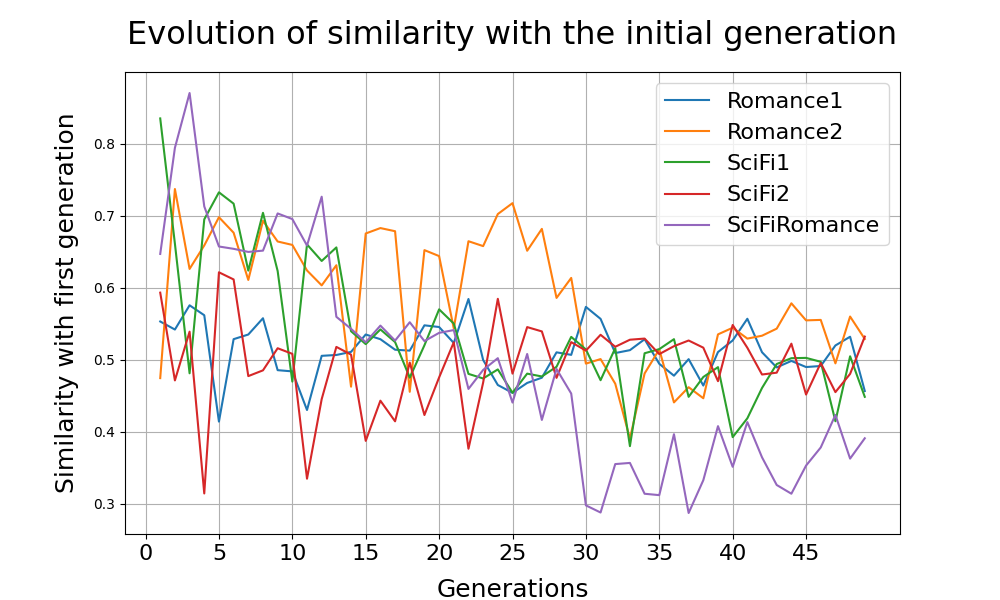 Evolution of similarity with the initial generation
Similarity with first generation
0.8
0.7
0.6
0.5
0.4
0.3
Romance1
Romance2
SciFi1
SciFi2
SciFiRomance
0 5 10 15 20 25 30 35 40 45
Generations